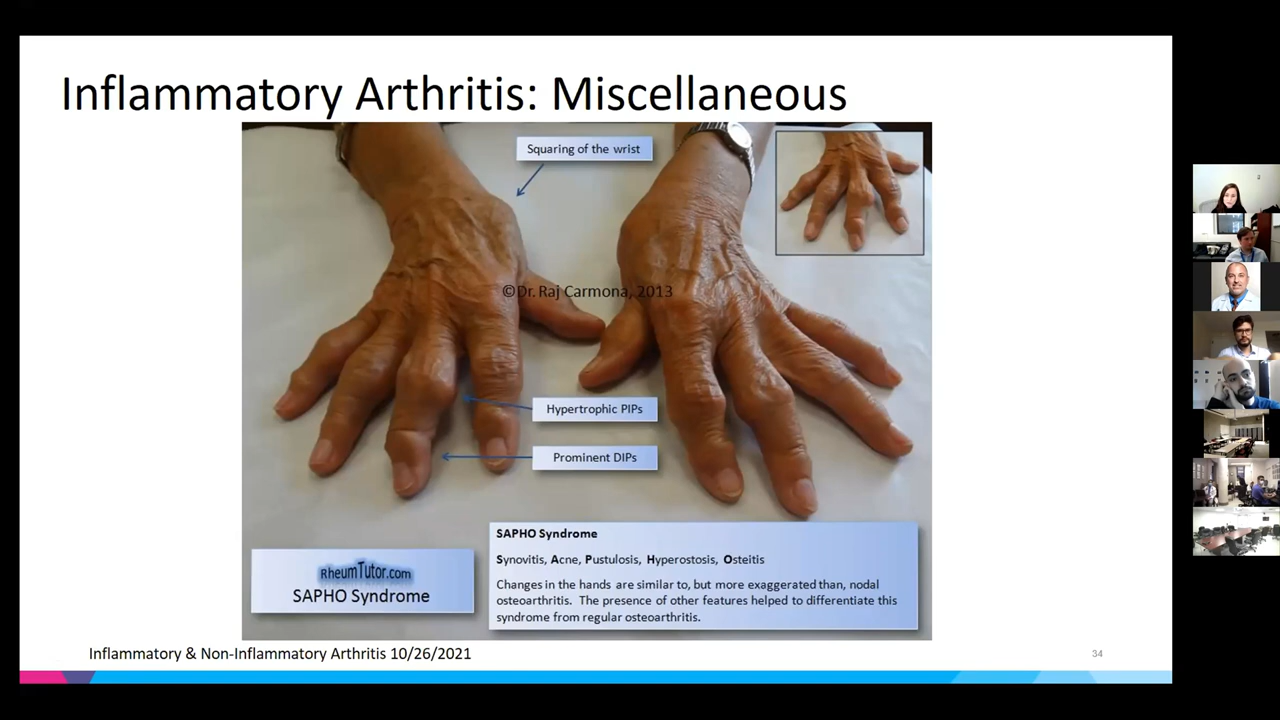 Inflammatory Arthritis: Miscellaneous
Squaring of the wrist
©Dr. Raj Carmona, 2013
Hypertrophic PIPs
Prominent DIPs
RheumTutor.com
SAPHO Syndrome
SAPHO Syndrome
Synovitis, Acne, Pustulosis, Hyperostosis, Osteitis
Changes in the hands are similar to, but more exaggerated than, nodal
osteoarthritis. The presence of other features helped to differentiate this
syndrome from regular osteoarthritis.
Inflammatory & Non-Inflammatory Arthritis 10/26/2021
34